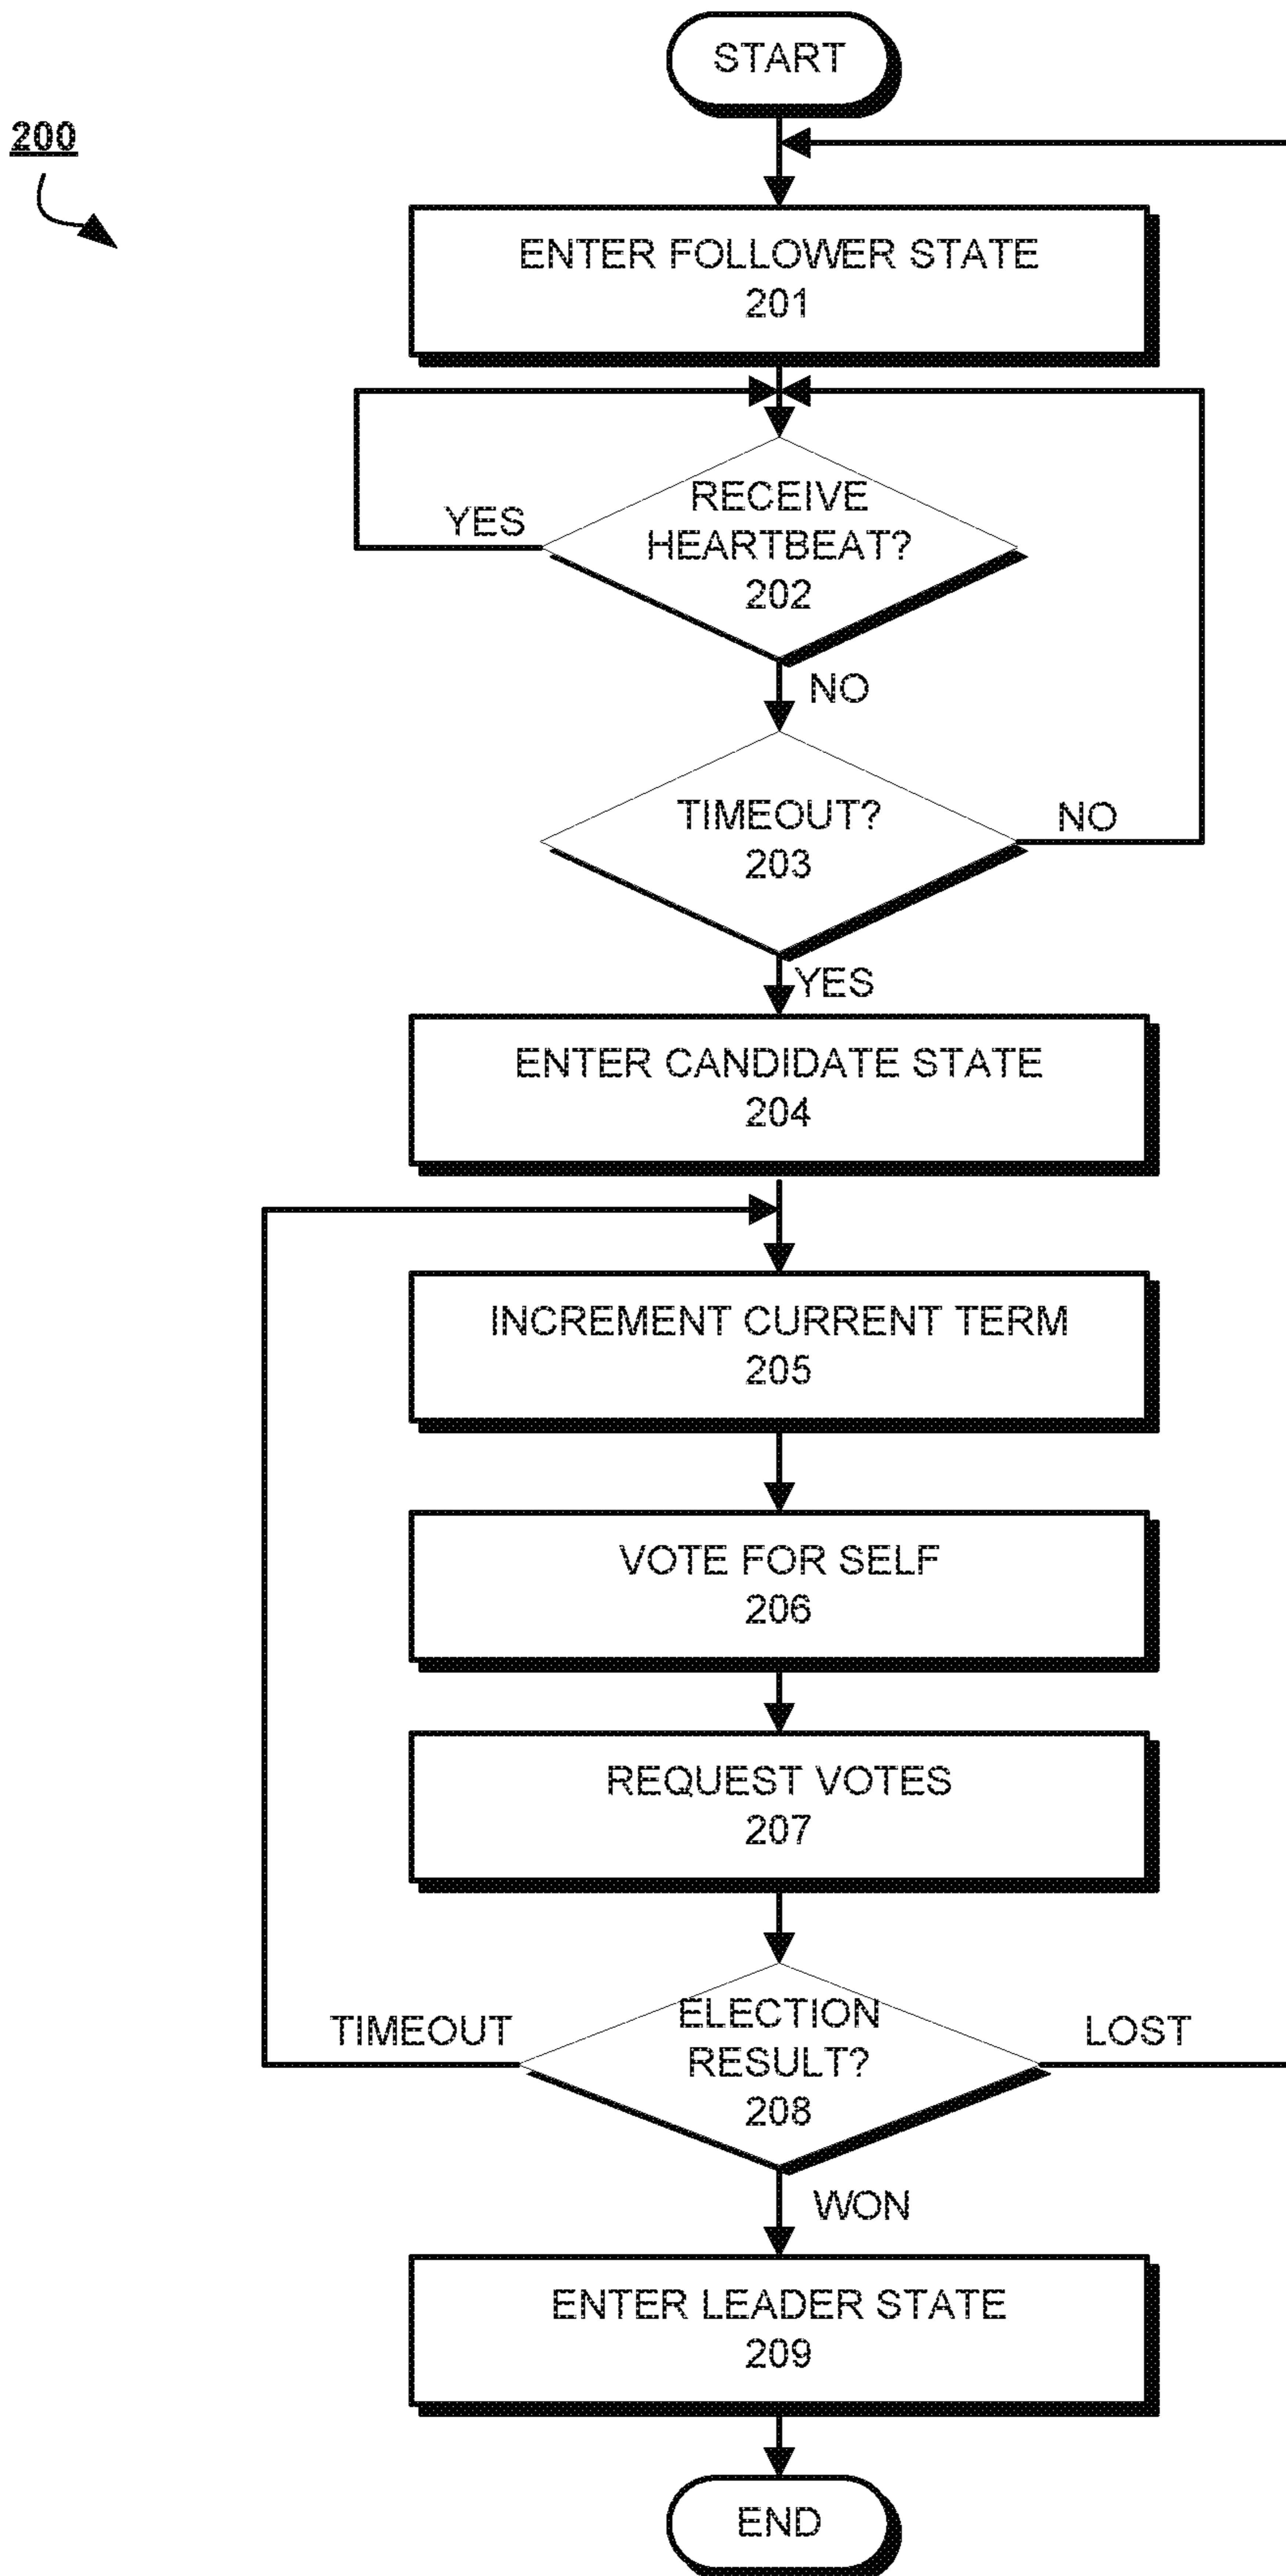 START
200
ENTER FOLLOWER STATE
201
RECEIVE
HEARTBEAT?
202
YES
NO
TIMEOUT?
203
NO
YES
ENTER CANDIDATE STATE
204
INCREMENT CURRENT TERM
205
VOTE FOR SELF
206
REQUEST VOTES
207
ELECTION
RESULT?
208
TIMEOUT
LOST
WON
ENTER LEADER STATE
209
END